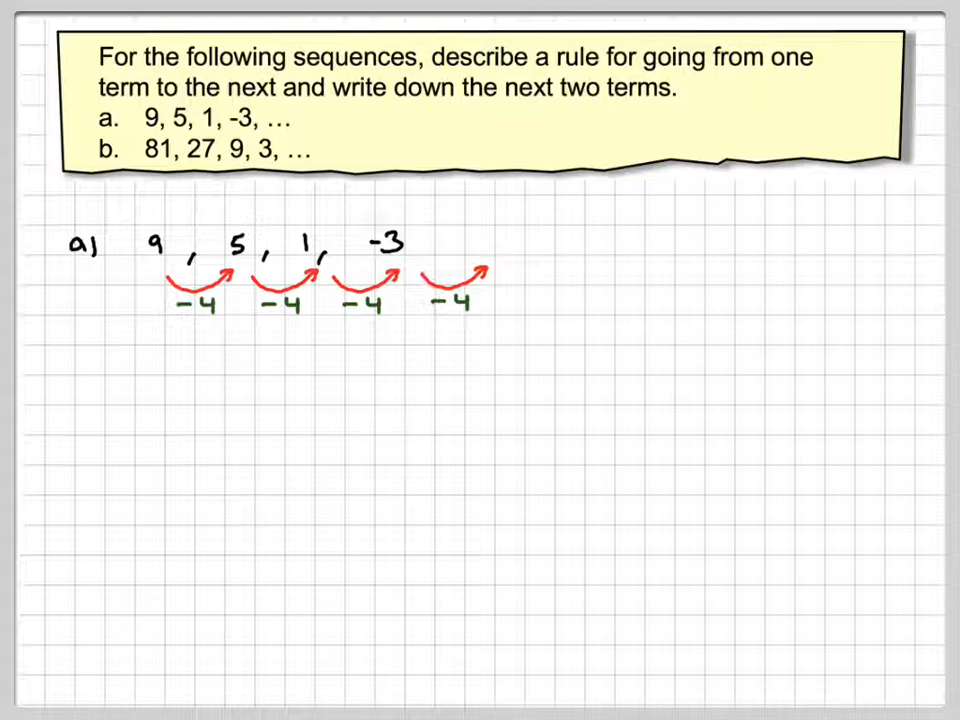 For the following sequences, describe a rule for going from one
term to the next and write down the next two terms.
a. 9, 5, 1, -3, …
b. 81, 27, 9, 3, …
a) 9 , 5 , 1 , -3
-4 -4 -4 -4